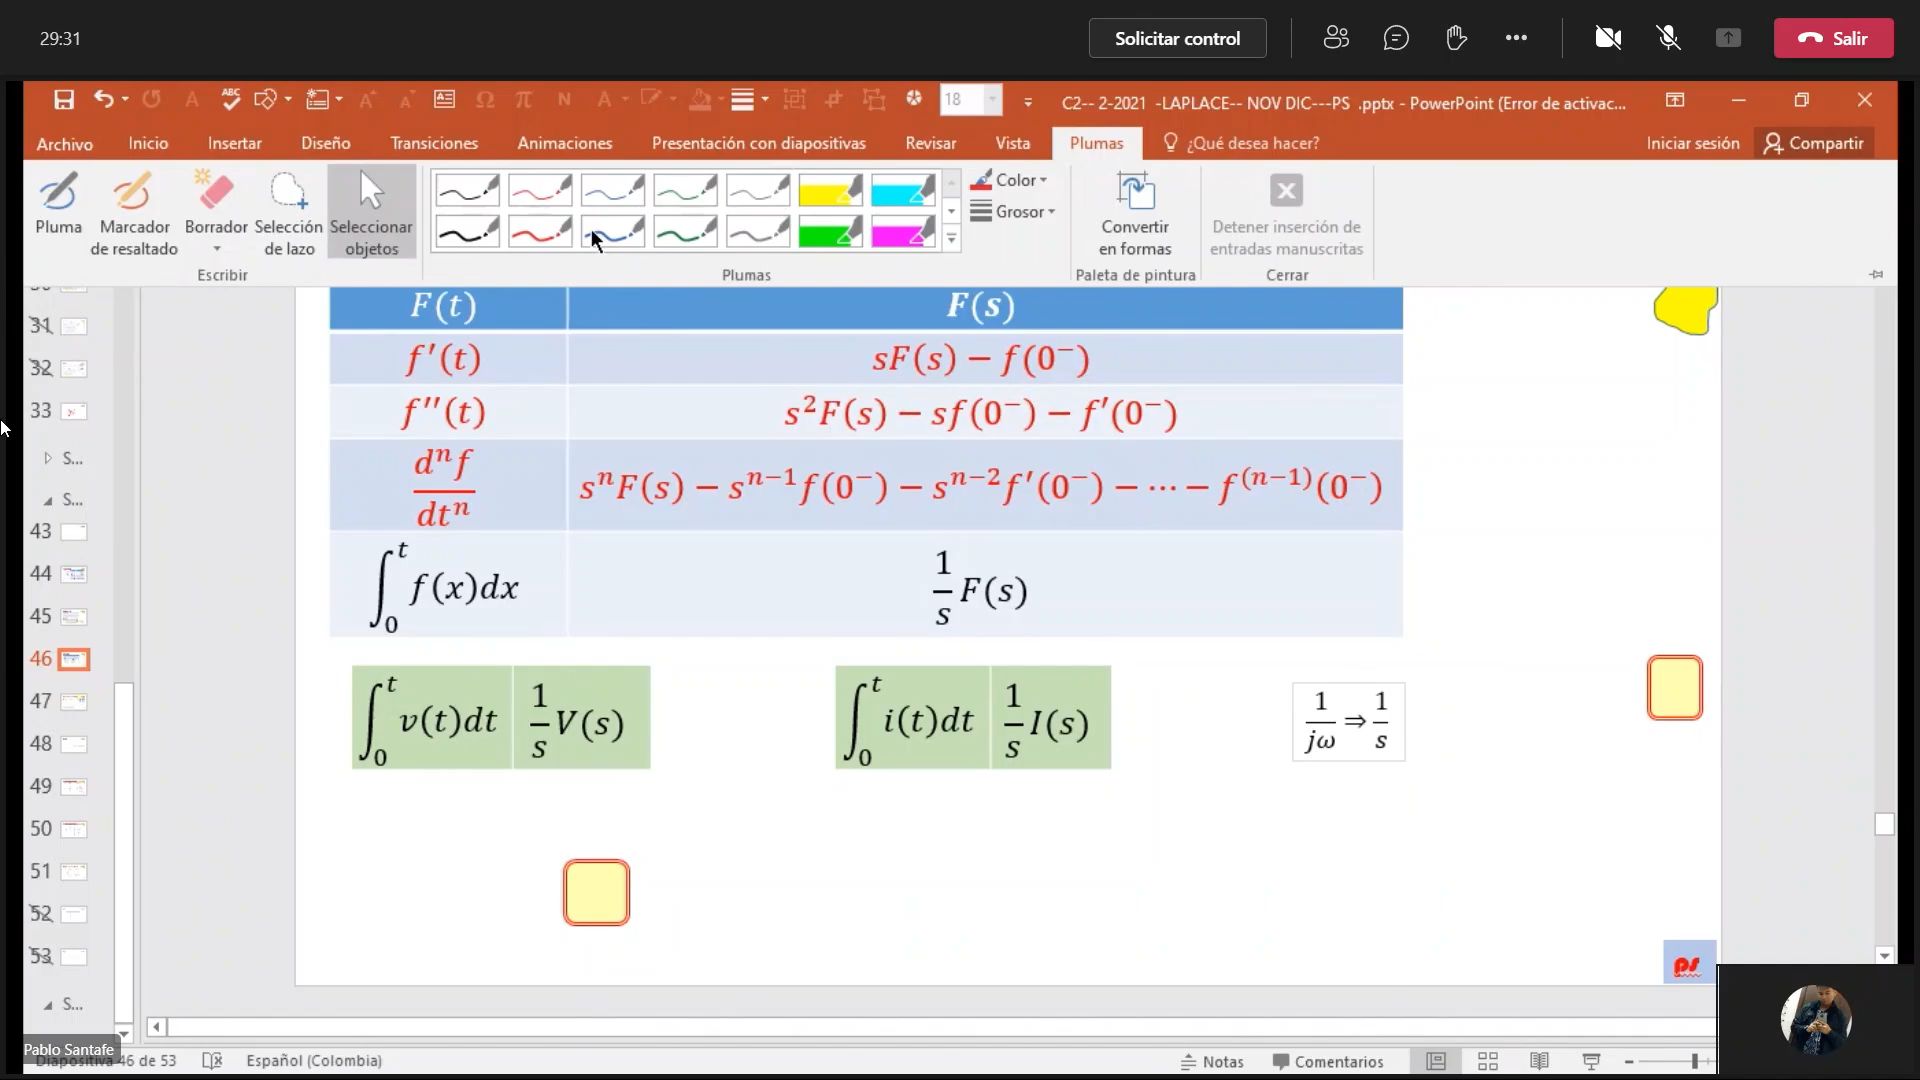 29:31
Solicitar control
Salir
18
C2-- 2-2021 -LAPLACE-- NOV DIC---PS .pptx - PowerPoint (Error de activac...
Archivo Inicio Insertar Diseño Transiciones Animaciones Presentación con diapositivas Revisar Vista Plumas ¿Qué desea hacer? Iniciar sesión Compartir
Pluma
Marcador de resaltado
Borrador
Selección de lazo
Seleccionar objetos
Color
Grosor
Convertir en formas
Detener inserción de entradas manuscritas
Escribir
Plumas
Paleta de pintura
Cerrar
31
32
33
S...
S...
43
44
45
46
47
48
49
50
51
52
53
S...
F(t) F(s)
f′(t) sF(s) − f(0⁻)
f′′(t) s²F(s) − sf(0⁻) − f′(0⁻)
dⁿf/dtⁿ sⁿF(s) − sⁿ⁻¹f(0⁻) − sⁿ⁻²f′(0⁻) − ⋯ − f⁽ⁿ⁻¹⁾(0⁻)
∫₀ᵗ f(x)dx 1/s F(s)
∫₀ᵗ v(t)dt 1/s V(s)
∫₀ᵗ i(t)dt 1/s I(s)
1/jω ⇒ 1/s
ps
Pablo Santafe
Diapositiva 46 de 53 Español (Colombia) Notas Comentarios